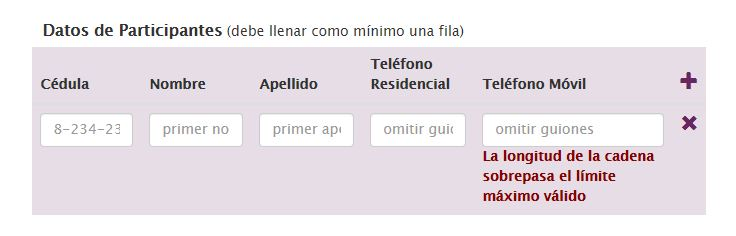 Datos de Participantes (debe llenar como mínimo una fila)
Cédula Nombre Apellido Teléfono Residencial Teléfono Móvil
8-234-23 primer no primer ape omitir guio omitir guiones
La longitud de la cadena
sobrepasa el límite
máximo válido